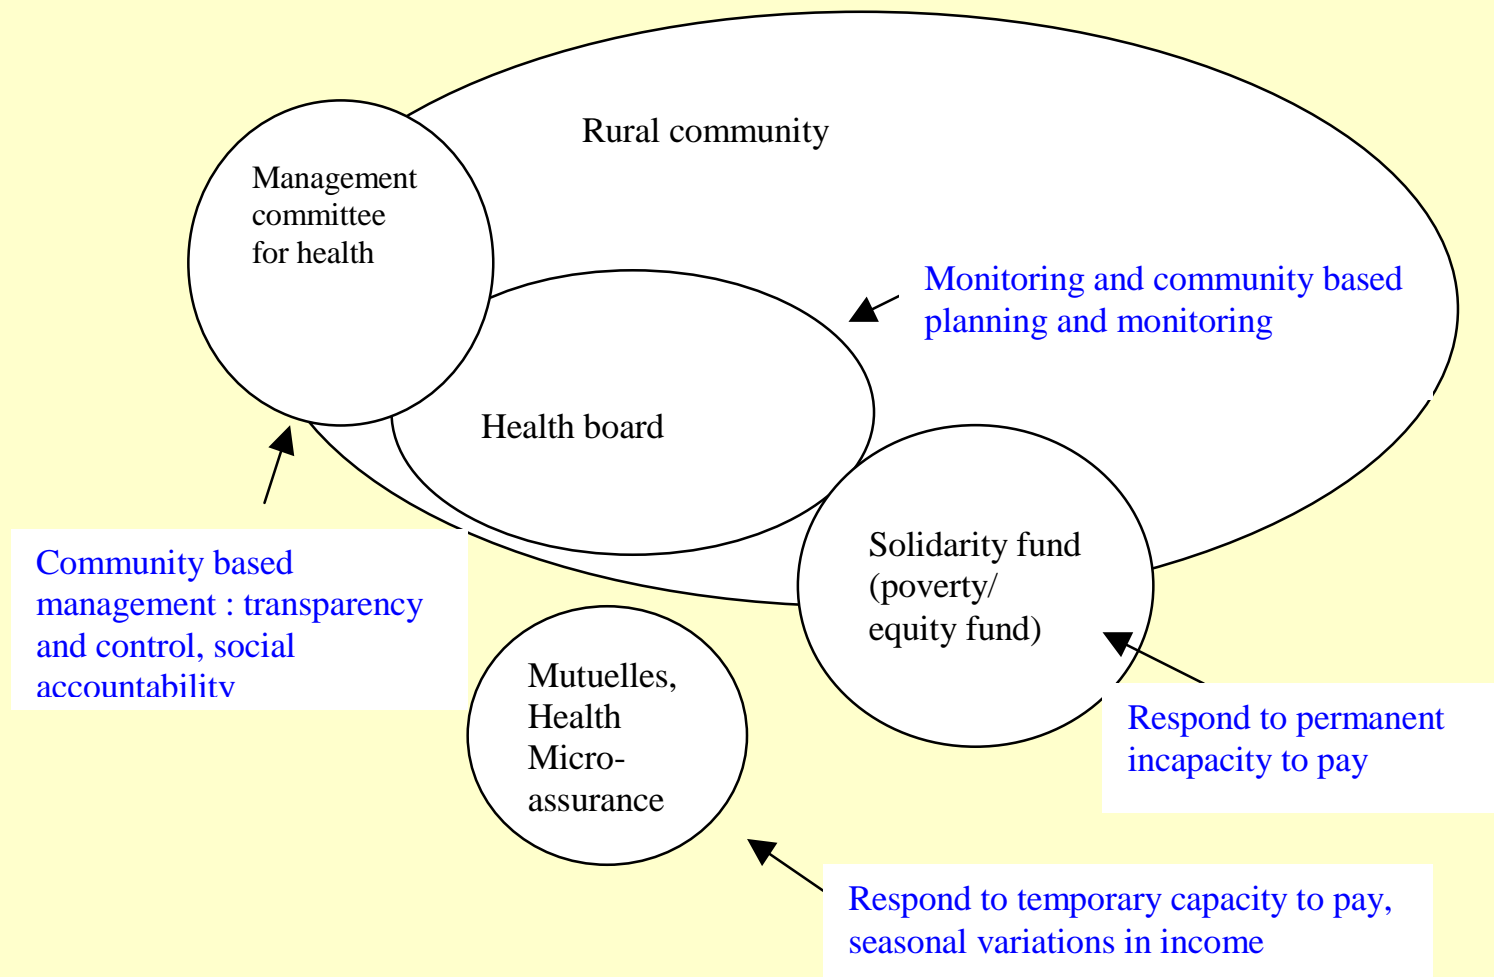 Rural community
Management
committee
for health
Monitoring and community based
planning and monitoring
Health board
Community based
management : transparency
and control, social
accountability
Solidarity fund
(poverty/
equity fund)
Mutuelles,
Health
Micro-
assurance
Respond to permanent
incapacity to pay
Respond to temporary capacity to pay,
seasonal variations in income